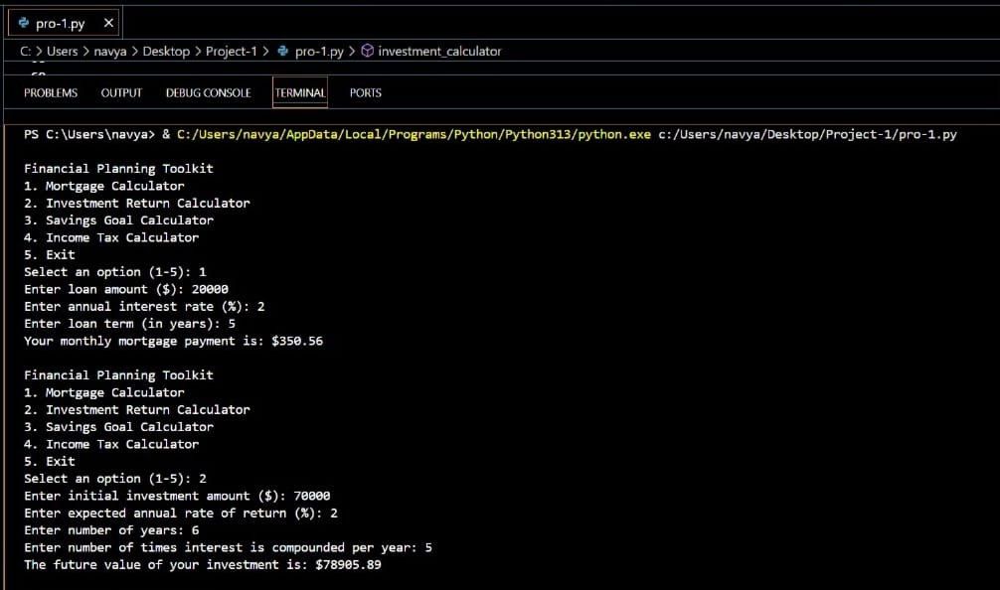 pro-1.py
C: > Users > navya > Desktop > Project-1 > pro-1.py > investment_calculator
PROBLEMS OUTPUT DEBUG CONSOLE TERMINAL PORTS
PS C:\Users\navya> & C:/Users/navya/AppData/Local/Programs/Python/Python313/python.exe c:/Users/navya/Desktop/Project-1/pro-1.py
Financial Planning Toolkit
1. Mortgage Calculator
2. Investment Return Calculator
3. Savings Goal Calculator
4. Income Tax Calculator
5. Exit
Select an option (1-5): 1
Enter loan amount ($): 20000
Enter annual interest rate (%): 2
Enter loan term (in years): 5
Your monthly mortgage payment is: $350.56
Financial Planning Toolkit
1. Mortgage Calculator
2. Investment Return Calculator
3. Savings Goal Calculator
4. Income Tax Calculator
5. Exit
Select an option (1-5): 2
Enter initial investment amount ($): 70000
Enter expected annual rate of return (%): 2
Enter number of years: 6
Enter number of times interest is compounded per year: 5
The future value of your investment is: $78905.89